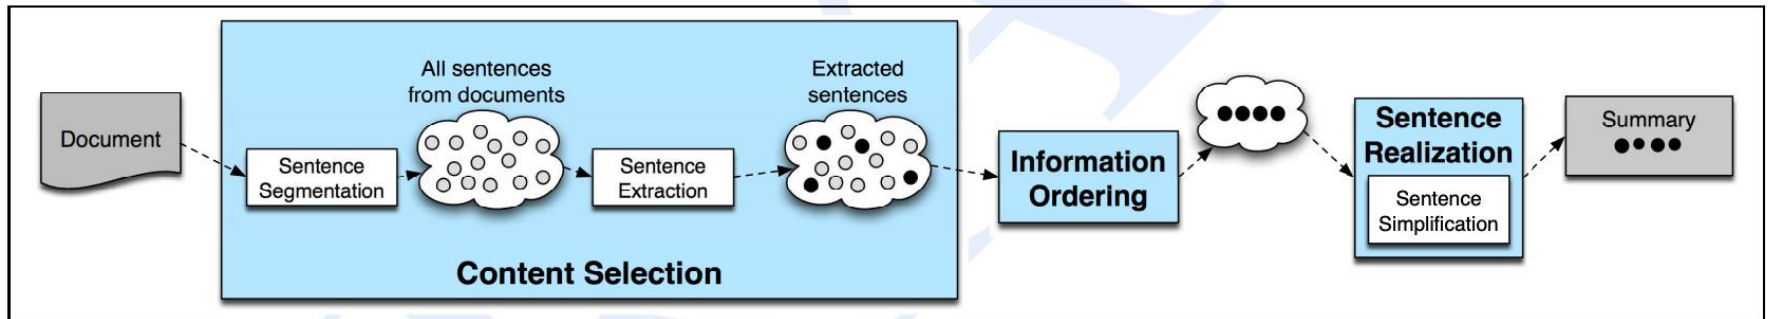 Document
Sentence
Segmentation
All sentences
from documents
Sentence
Extraction
Extracted
sentences
Content Selection
Information
Ordering
Sentence
Realization
Sentence
Simplification
Summary